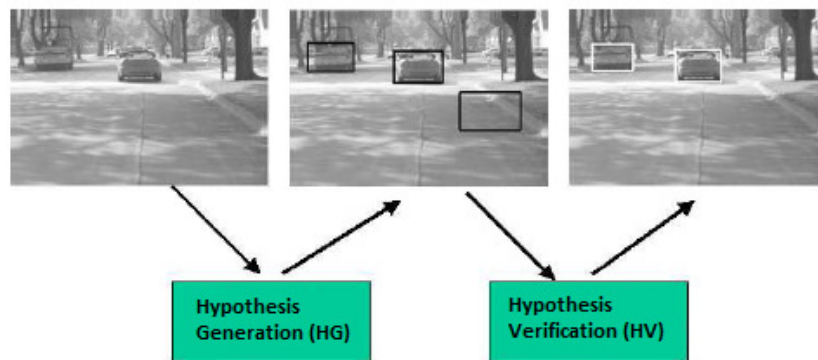 Hypothesis
Generation (HG)
Hypothesis
Verification (HV)